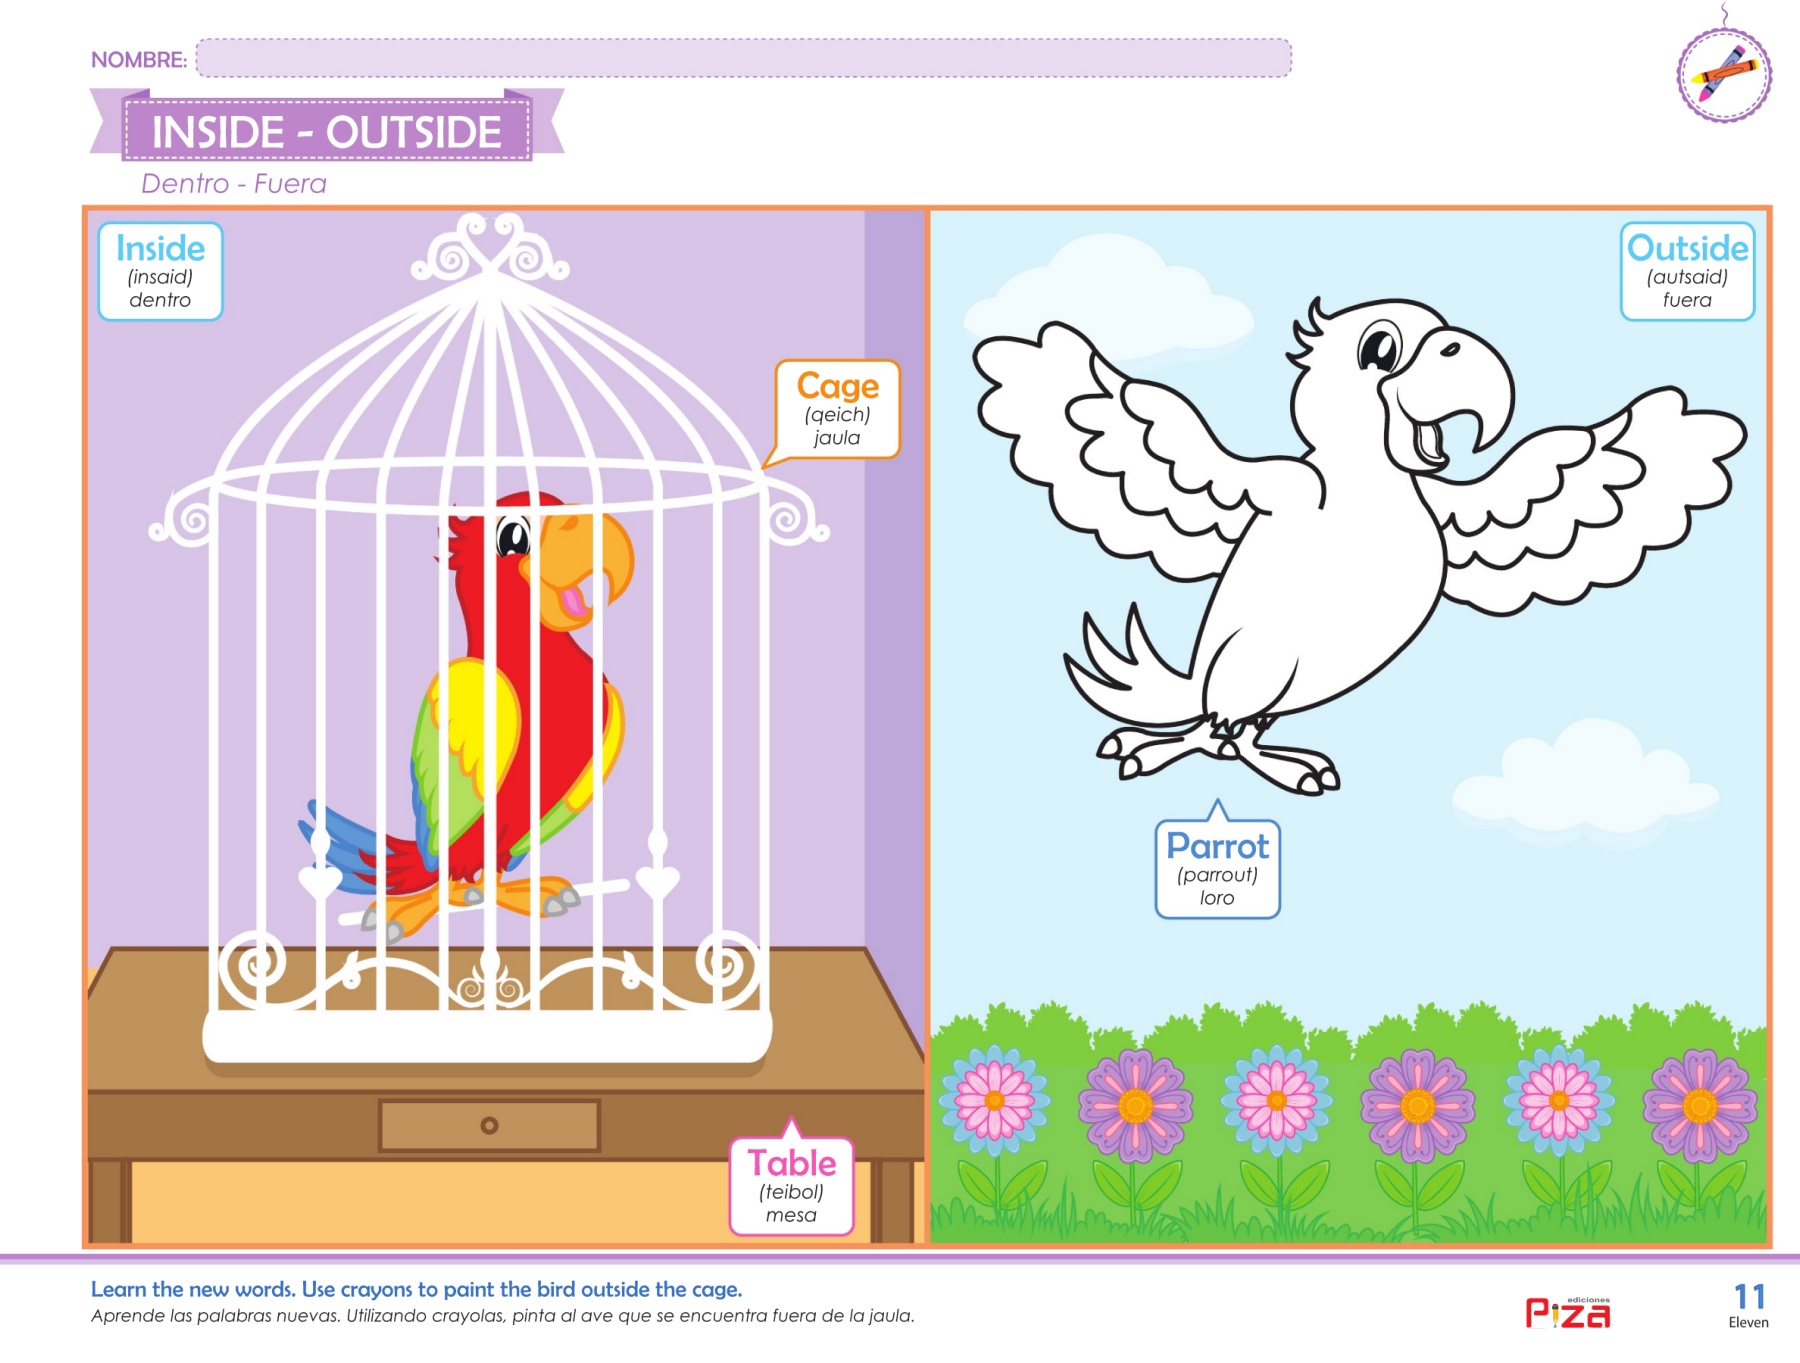 NOMBRE:
INSIDE - OUTSIDE
Dentro - Fuera
Inside
(insaid)
dentro
Cage
(qeich)
jaula
Table
(teibol)
mesa
Outside
(autsaid)
fuera
Parrot
(parrout)
loro
Learn the new words. Use crayons to paint the bird outside the cage.
Aprende las palabras nuevas. Utilizando crayolas, pinta al ave que se encuentra fuera de la jaula.
ediciones
Piza
11
Eleven